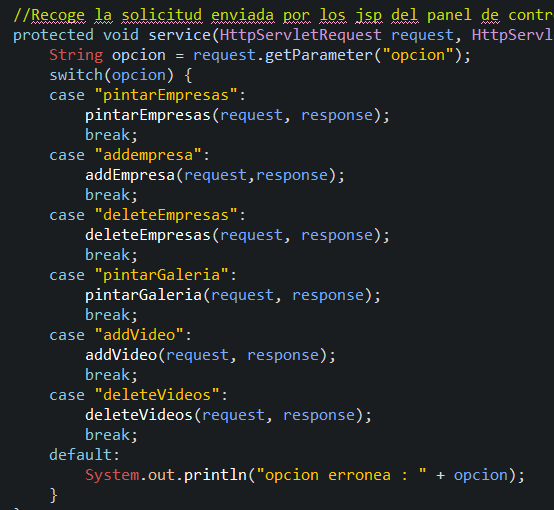 //Recoge la solicitud enviada por los jsp del panel de contr
protected void service(HttpServletRequest request, HttpServl
String opcion = request.getParameter("opcion");
switch(opcion) {
case "pintarEmpresas":
pintarEmpresas(request, response);
break;
case "addempresa":
addEmpresa(request,response);
break;
case "deleteEmpresas":
deleteEmpresas(request, response);
break;
case "pintarGaleria":
pintarGaleria(request, response);
break;
case "addVideo":
addVideo(request, response);
break;
case "deleteVideos":
deleteVideos(request, response);
break;
default:
System.out.println("opcion erronea : " + opcion);
}